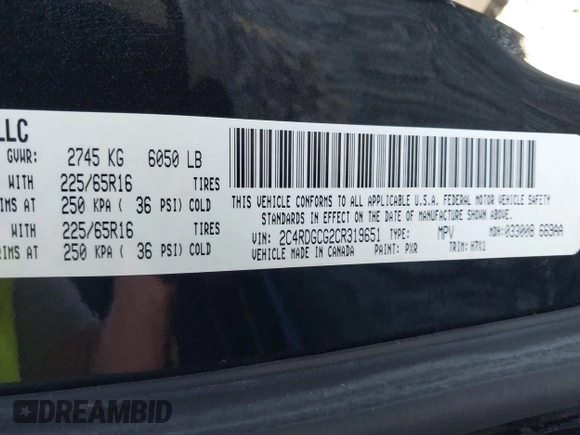 LLC
GVWR: 2745 KG 6050 LB
WITH 225/65R16 TIRES
RIMS AT 250 KPA ( 36 PSI) COLD
WITH 225/65R16 TIRES
RIMS AT 250 KPA ( 36 PSI) COLD
THIS VEHICLE CONFORMS TO ALL APPLICABLE U.S.A. FEDERAL MOTOR VEHICLE SAFETY
STANDARDS IN EFFECT ON THE DATE OF MANUFACTURE SHOWN ABOVE.
VIN: 2C4RDGCG2CR319651 TYPE: MPV MDH: 033008 669AA
VEHICLE MADE IN CANADA PAINT: PXR TRIM: H7X1
DREAMBID